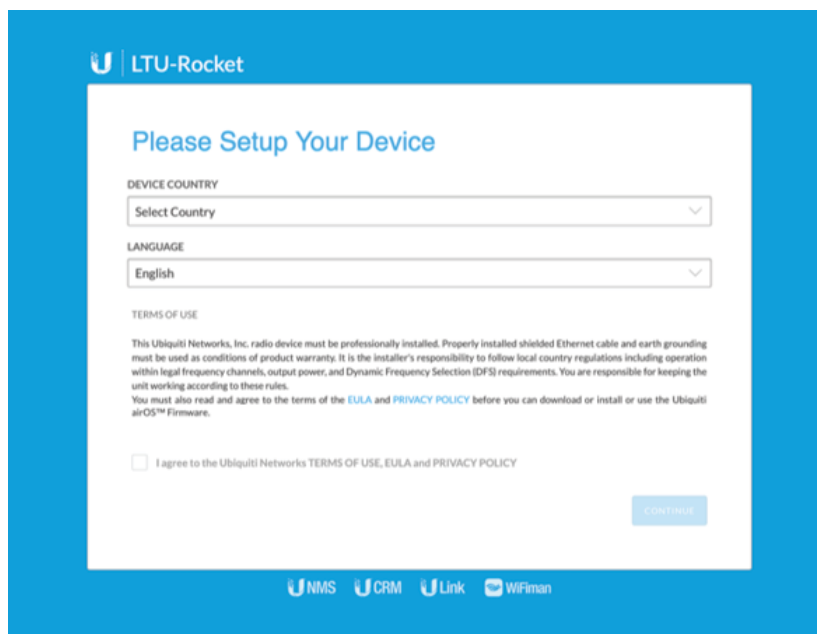 LTU-Rocket
Please Setup Your Device
DEVICE COUNTRY
Select Country
LANGUAGE
English
TERMS OF USE
This Ubiquiti Networks, Inc. radio device must be professionally installed. Properly installed shielded Ethernet cable and earth grounding
must be used as conditions of product warranty. It is the installer's responsibility to follow local country regulations including operation
within legal frequency channels, output power, and Dynamic Frequency Selection (DFS) requirements. You are responsible for keeping the
unit working according to these rules.
You must also read and agree to the terms of the EULA and PRIVACY POLICY before you can download or install or use the Ubiquiti
airOS™ Firmware.
I agree to the Ubiquiti Networks TERMS OF USE, EULA and PRIVACY POLICY
CONTINUE
NMS CRM Link WiFiman